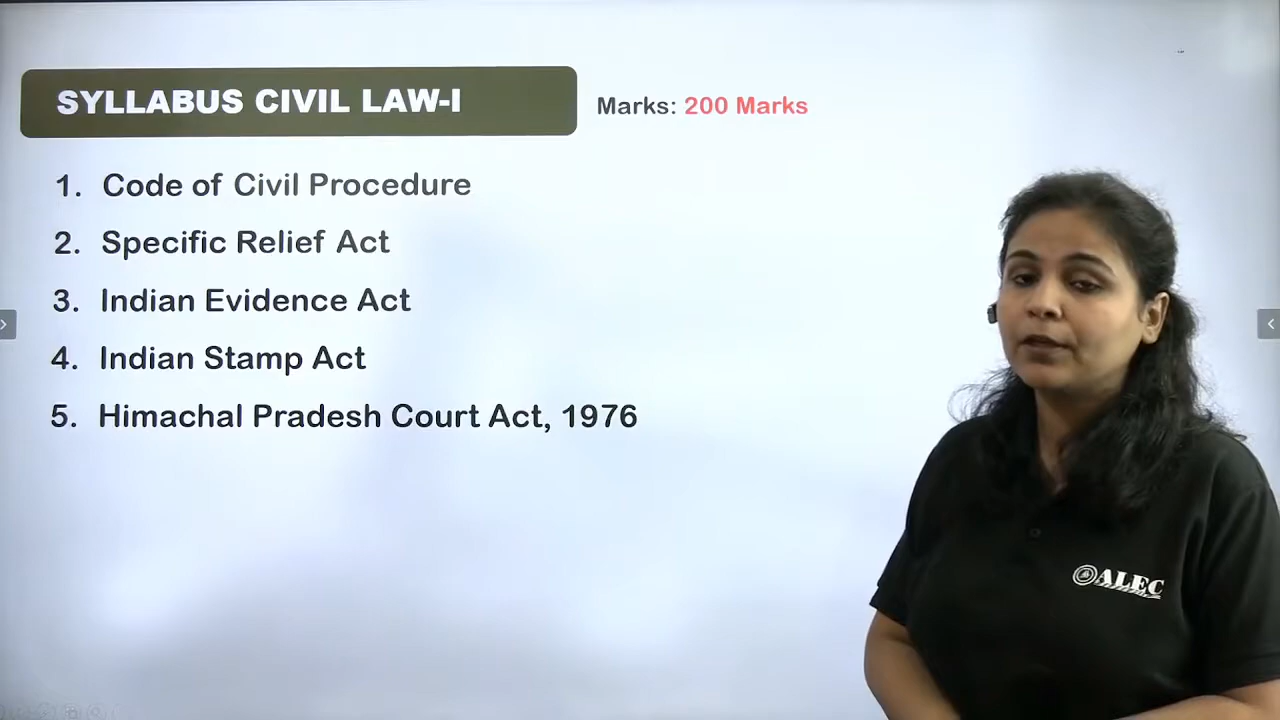 SYLLABUS CIVIL LAW-I
Marks: 200 Marks
1. Code of Civil Procedure
2. Specific Relief Act
3. Indian Evidence Act
4. Indian Stamp Act
5. Himachal Pradesh Court Act, 1976
ALEC